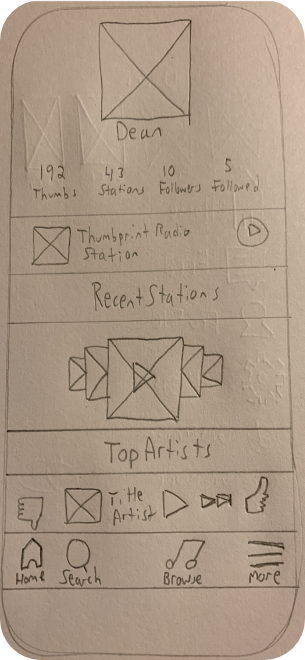 Dean
192 43 10 5
Thumbs Stations Followers Followed
Thumbprint Radio
Station
Recent Stations
Top Artists
Title
Artist
Home Search Browse More